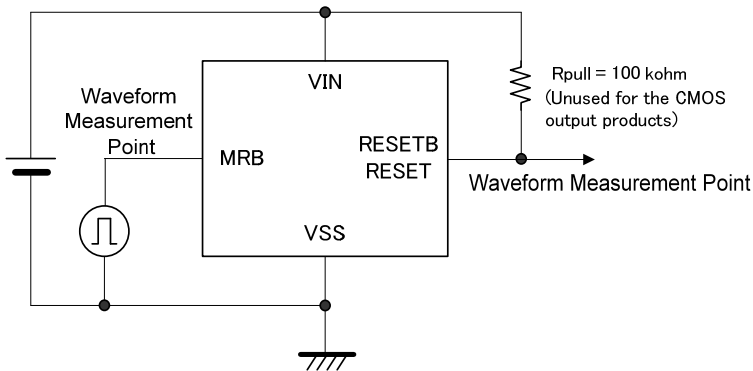 VIN
Rpull = 100 kohm
(Unused for the CMOS
output products)
Waveform
Measurement
Point
MRB
RESETB
RESET
Waveform Measurement Point
VSS